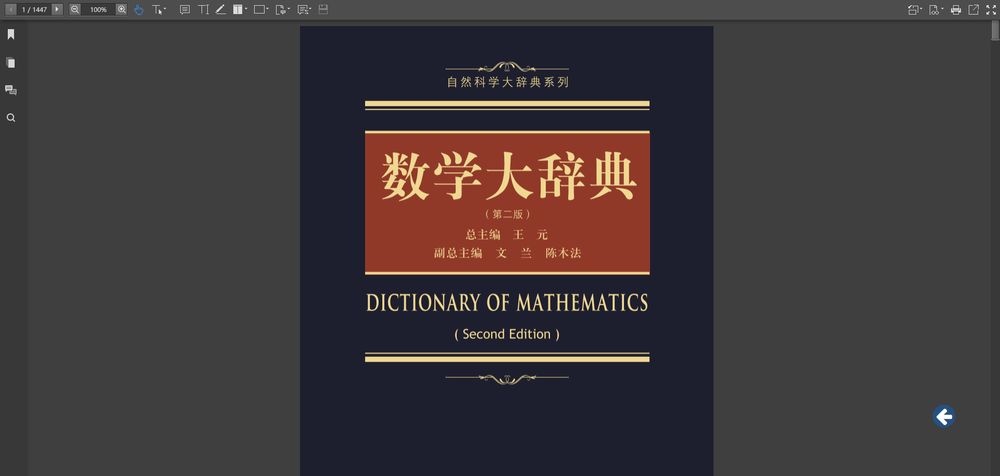 1 / 1447
100%
自然科学大辞典系列
数学大辞典
（第二版）
总主编 王 元
副总主编 文 兰 陈木法
DICTIONARY OF MATHEMATICS
( Second Edition )